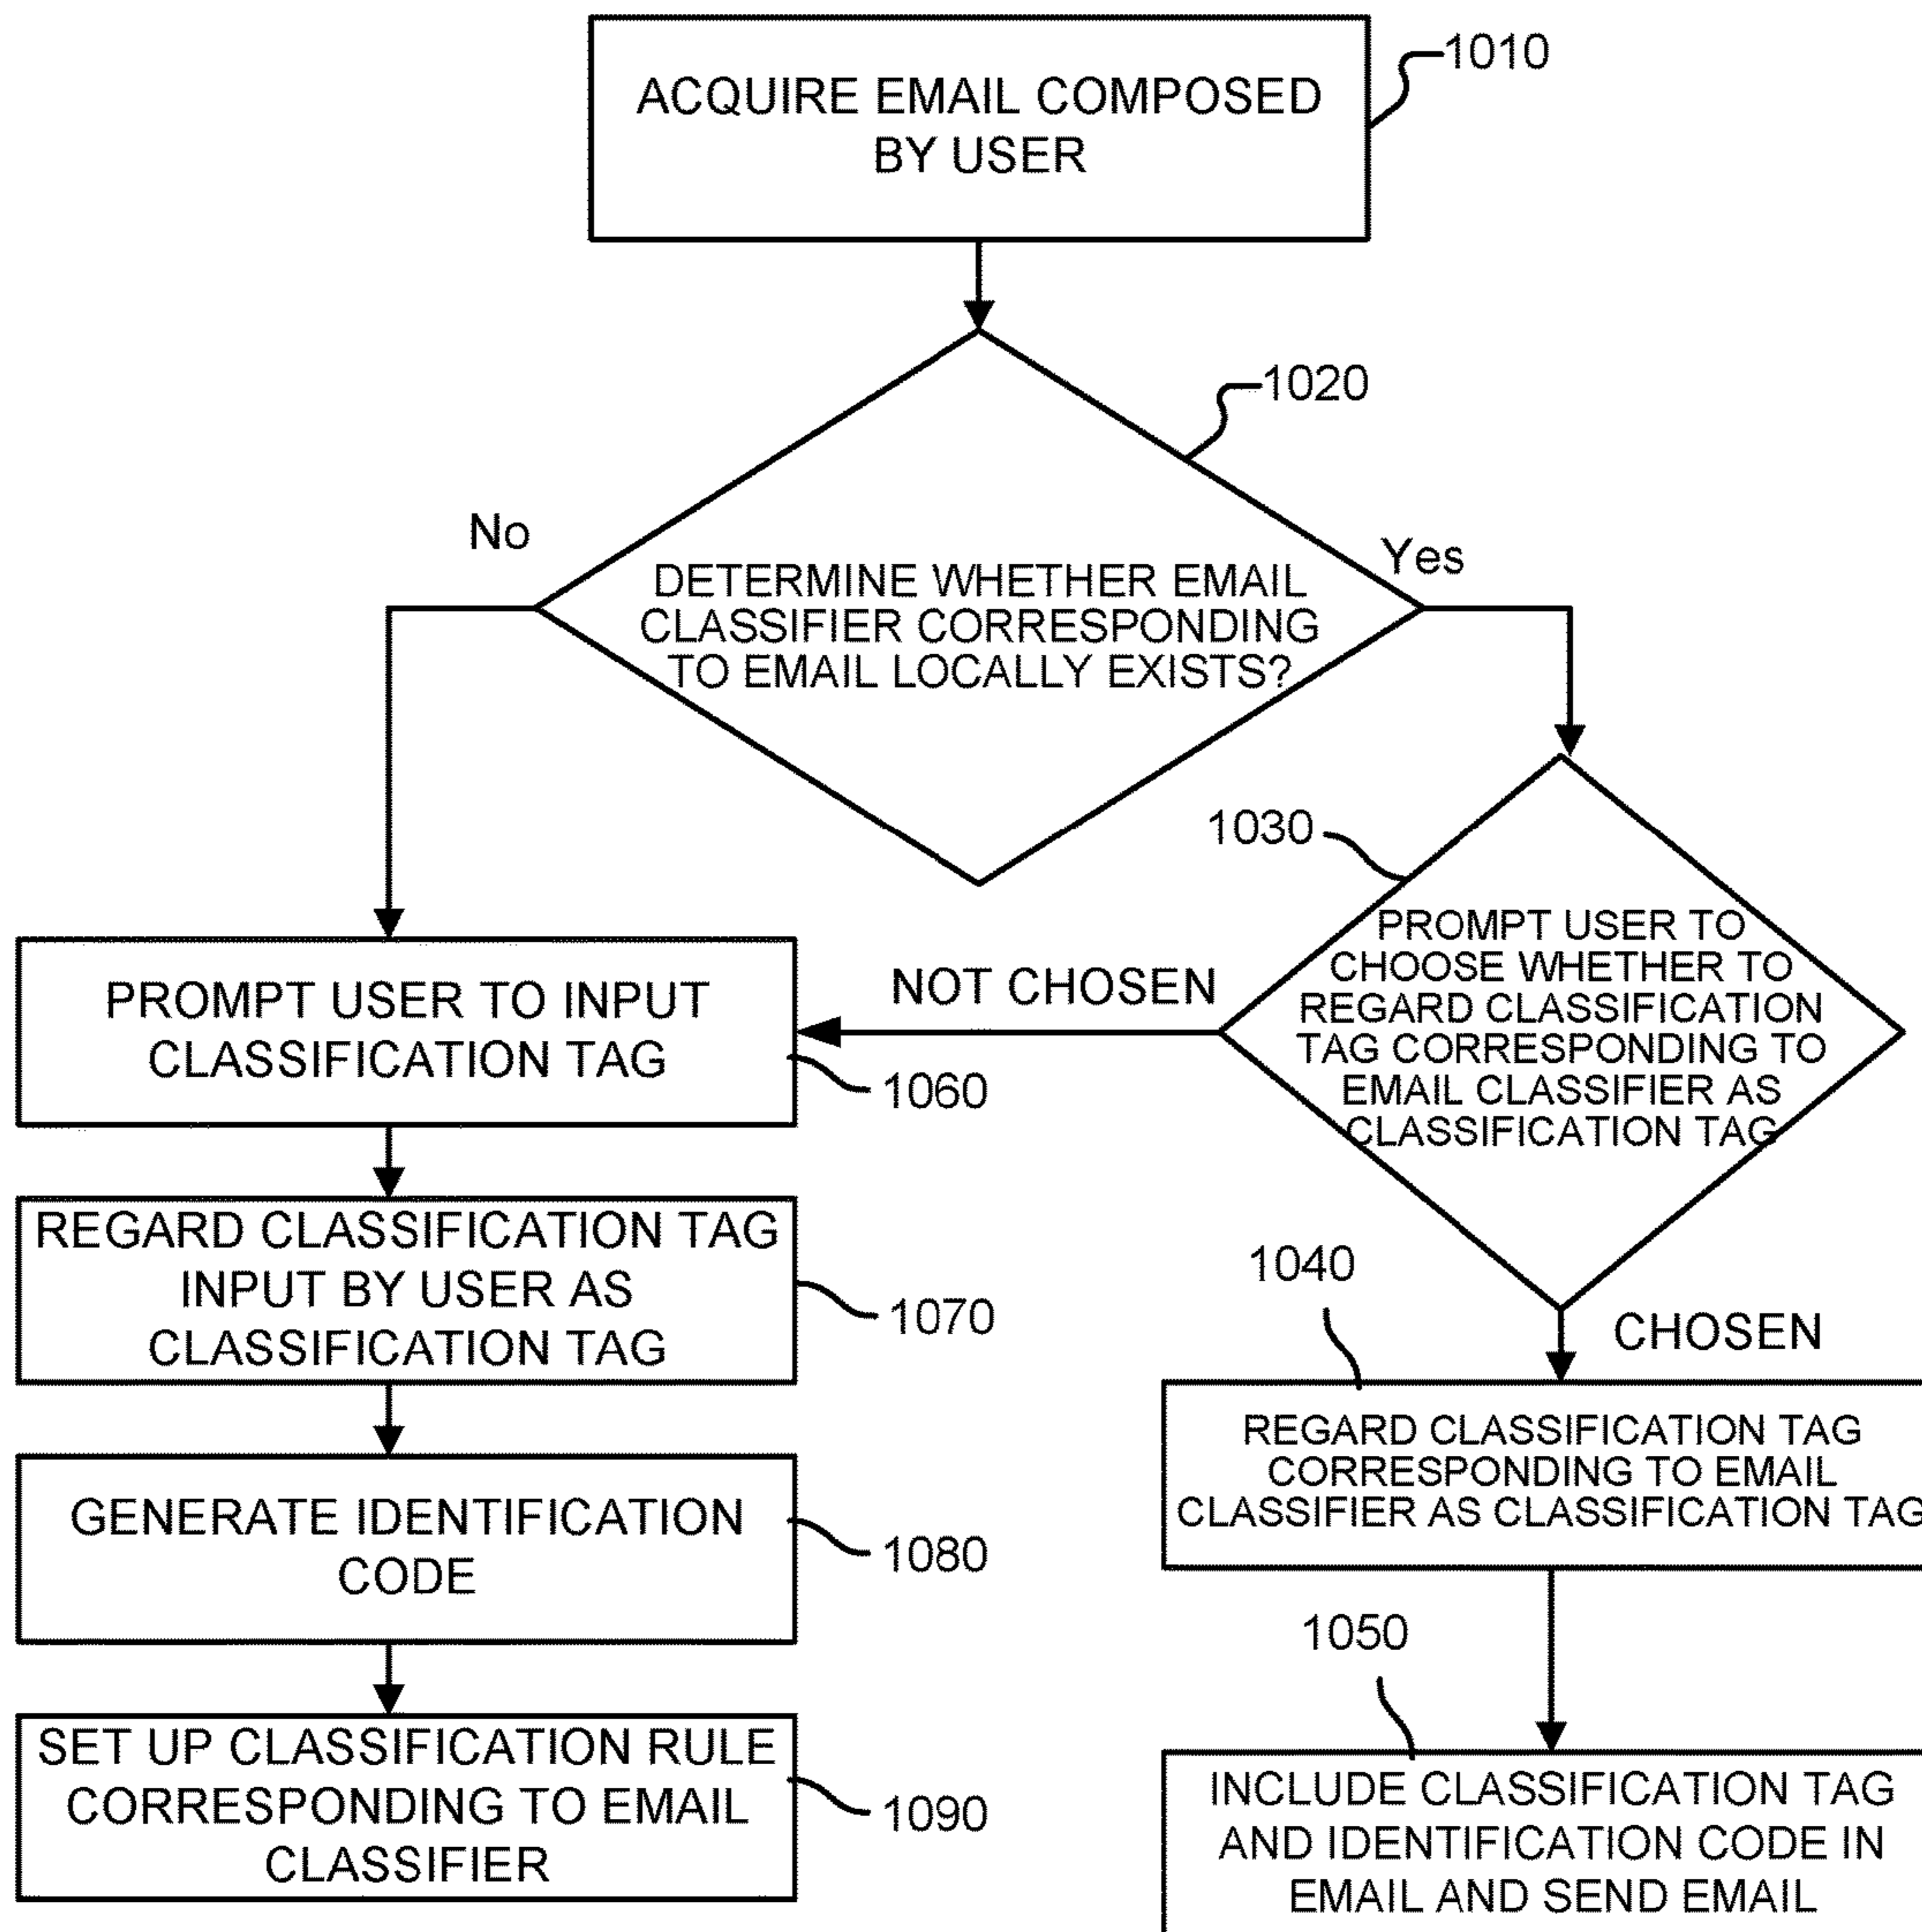 ACQUIRE EMAIL COMPOSED
BY USER
1010
1020
No
Yes
DETERMINE WHETHER EMAIL
CLASSIFIER CORRESPONDING
TO EMAIL LOCALLY EXISTS?
1030
PROMPT USER TO
CHOOSE WHETHER TO
REGARD CLASSIFICATION
TAG CORRESPONDING TO
EMAIL CLASSIFIER AS
CLASSIFICATION TAG
NOT CHOSEN
PROMPT USER TO INPUT
CLASSIFICATION TAG
1060
REGARD CLASSIFICATION TAG
INPUT BY USER AS
CLASSIFICATION TAG
1070
1040
CHOSEN
REGARD CLASSIFICATION TAG
CORRESPONDING TO EMAIL
CLASSIFIER AS CLASSIFICATION TAG
GENERATE IDENTIFICATION
CODE
1080
1050
SET UP CLASSIFICATION RULE
CORRESPONDING TO EMAIL
CLASSIFIER
1090
INCLUDE CLASSIFICATION TAG
AND IDENTIFICATION CODE IN
EMAIL AND SEND EMAIL